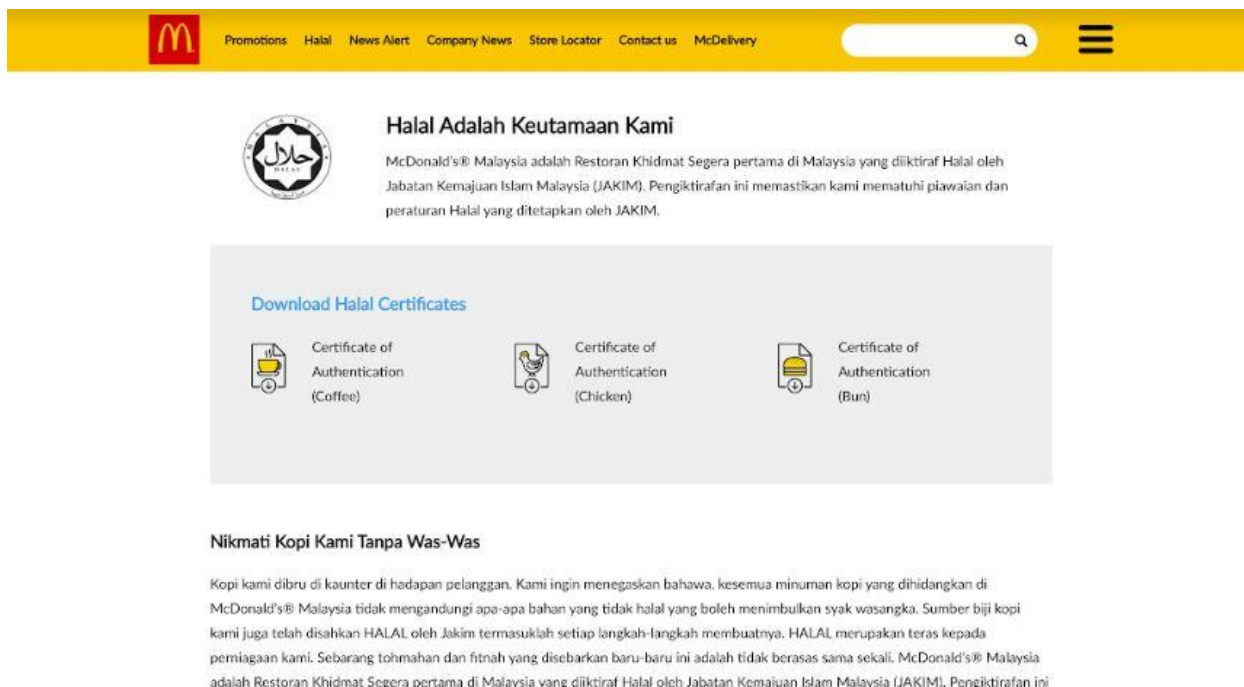 Promotions Halal News Alert Company News Store Locator Contact us McDelivery
Halal Adalah Keutamaan Kami
McDonald's® Malaysia adalah Restoran Khidmat Segera pertama di Malaysia yang diiktiraf Halal oleh
Jabatan Kemajuan Islam Malaysia (JAKIM). Pengiktirafan ini memastikan kami mematuhi piawaian dan
peraturan Halal yang ditetapkan oleh JAKIM.
MALAYSIA
حلال
HALAL
Download Halal Certificates
Certificate of
Authentication
(Coffee)
Certificate of
Authentication
(Chicken)
Certificate of
Authentication
(Bun)
Nikmati Kopi Kami Tanpa Was-Was
Kopi kami dibru di kaunter di hadapan pelanggan. Kami ingin menegaskan bahawa, kesemua minuman kopi yang dihidangkan di
McDonald's® Malaysia tidak mengandungi apa-apa bahan yang tidak halal yang boleh menimbulkan syak wasangka. Sumber biji kopi
kami juga telah disahkan HALAL oleh Jakim termasuklah setiap langkah-langkah membuatnya. HALAL merupakan teras kepada
perniagaan kami. Sebarang tohmahan dan fitnah yang disebarkan baru-baru ini adalah tidak berasas sama sekali. McDonald's® Malaysia
adalah Restoran Khidmat Segera pertama di Malaysia yang diiktiraf Halal oleh Jabatan Kemajuan Islam Malaysia (JAKIM). Pengiktirafan ini